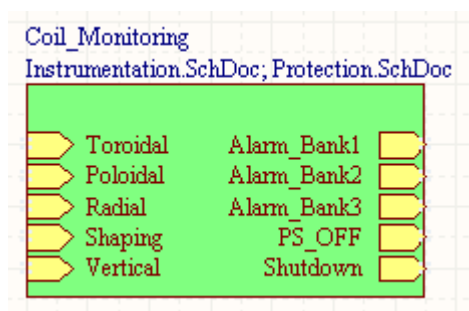 Coil_Monitoring
Instrumentation.SchDoc; Protection.SchDoc
Toroidal Alarm_Bank1
Poloidal Alarm_Bank2
Radial Alarm_Bank3
Shaping PS_OFF
Vertical Shutdown